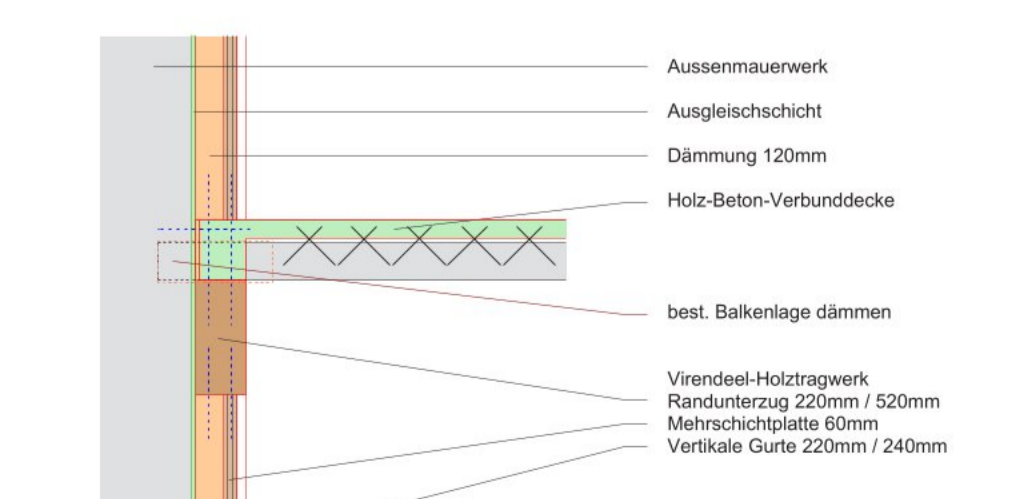 Aussenmauerwerk
Ausgleischschicht
Dämmung 120mm
Holz-Beton-Verbunddecke
best. Balkenlage dämmen
Virendeel-Holztragwerk
Randunterzug 220mm / 520mm
Mehrschichtplatte 60mm
Vertikale Gurte 220mm / 240mm